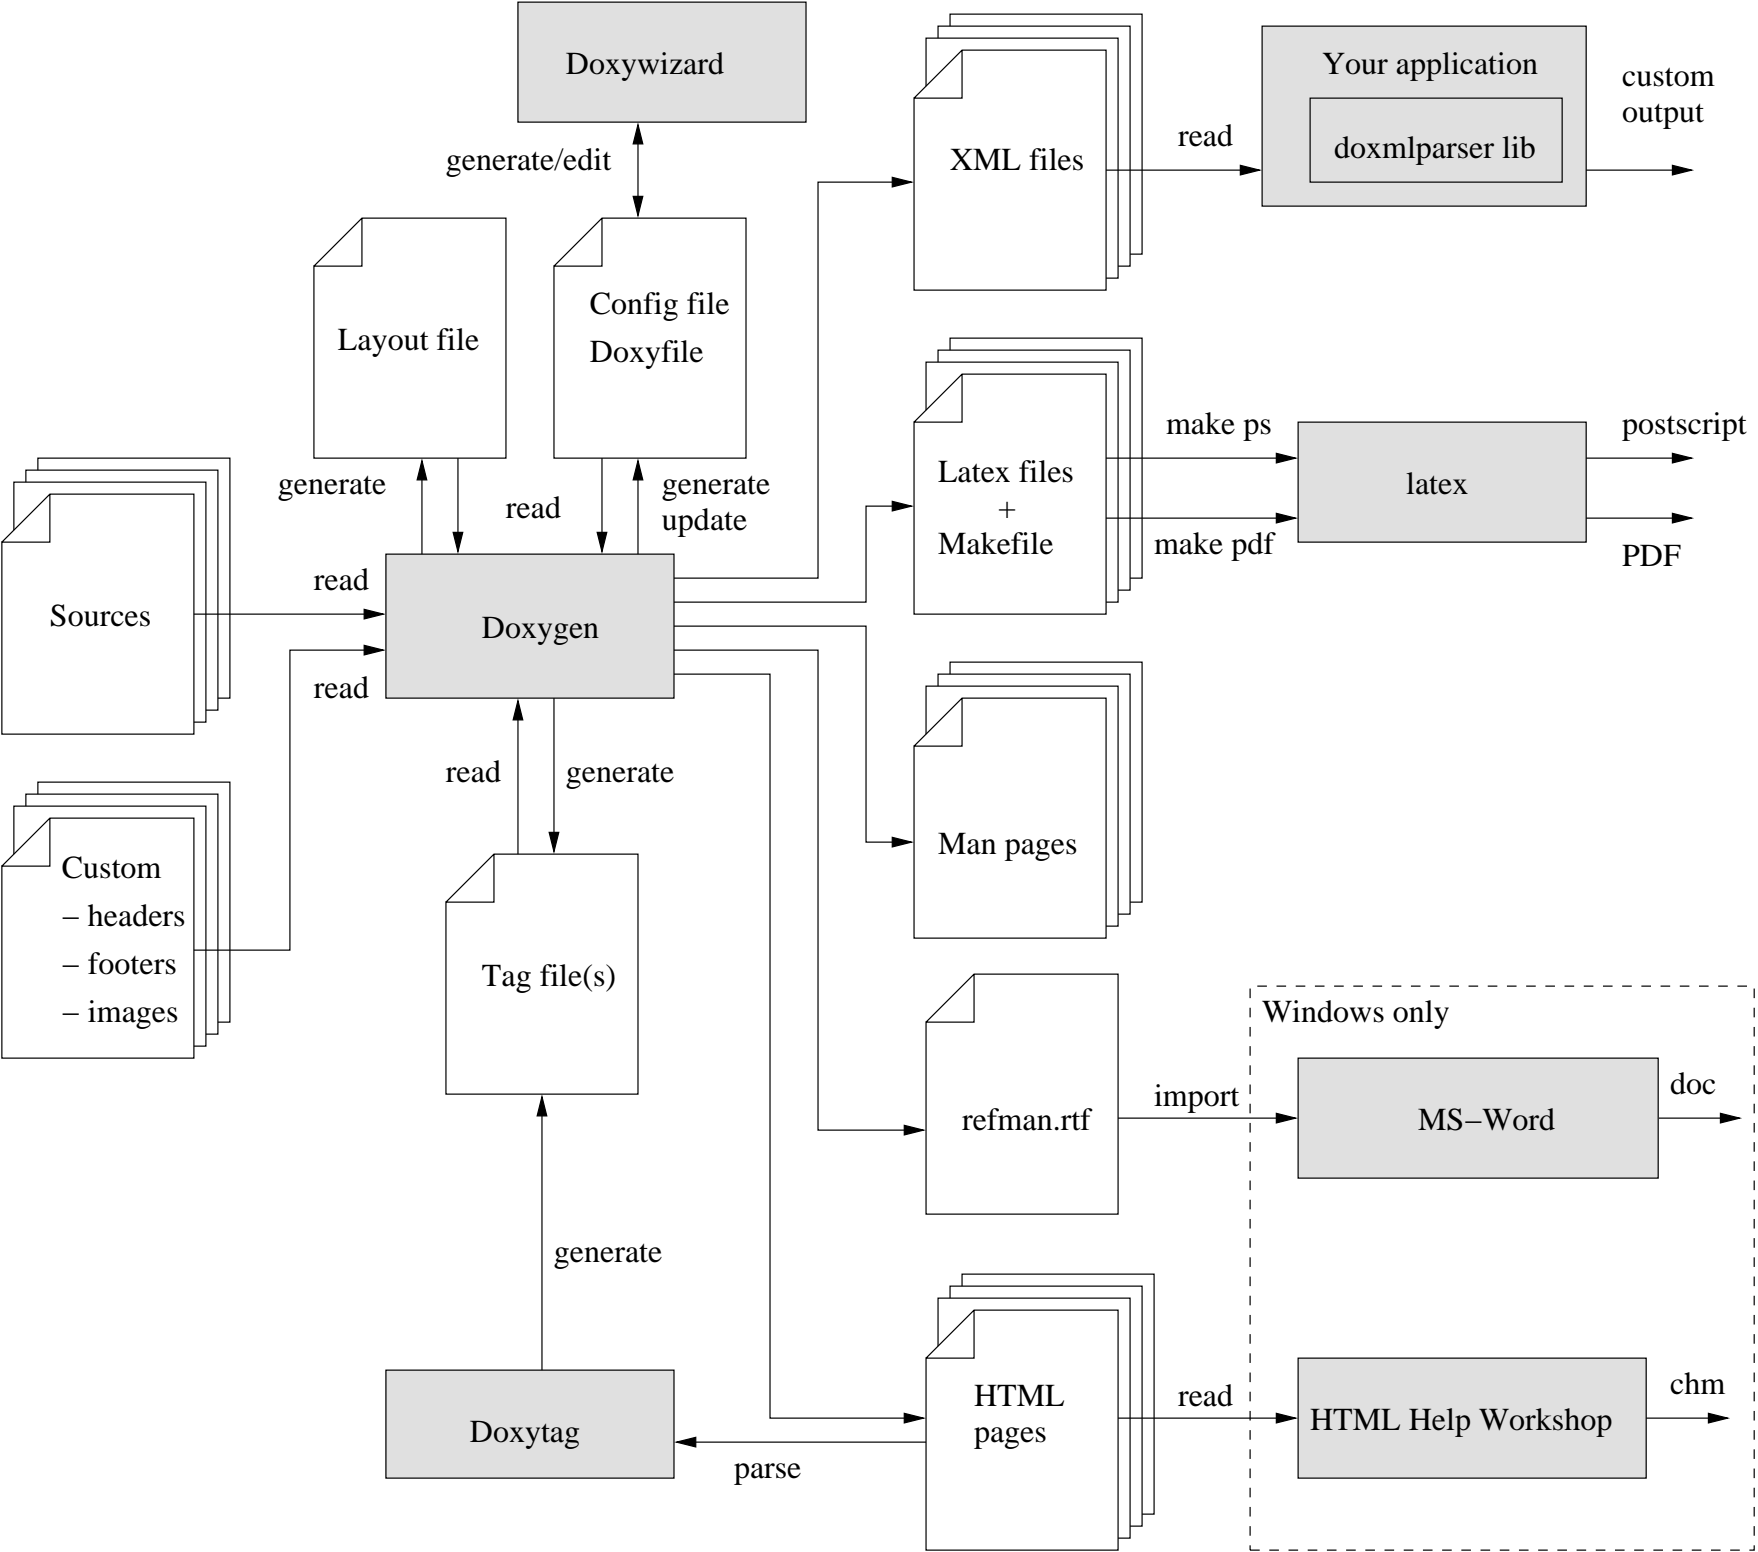 Doxywizard
generate/edit
Layout file
Config file
Doxyfile
generate
read
generate
update
Sources
read
read
Doxygen
Custom
– headers
– footers
– images
read
generate
Tag file(s)
generate
Doxytag
parse
XML files
read
Your application
doxmlparser lib
custom
output
Latex files
+
Makefile
make ps
make pdf
latex
postscript
PDF
Man pages
refman.rtf
import
Windows only
MS–Word
doc
HTML
pages
read
HTML Help Workshop
chm